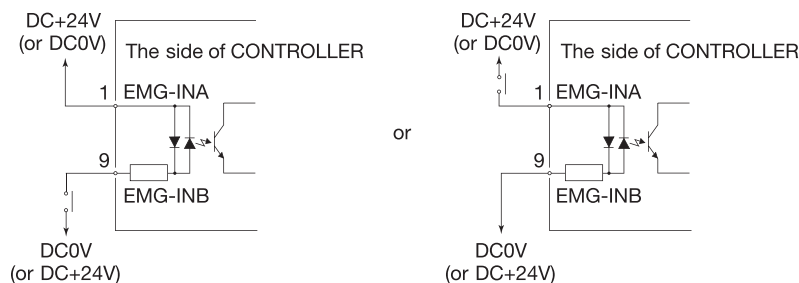 DC+24V
(or DC0V)
The side of CONTROLLER
1 EMG-INA
9
EMG-INB
DC0V
(or DC+24V)
or
DC+24V
(or DC0V)
The side of CONTROLLER
1 EMG-INA
9
EMG-INB
DC0V
(or DC+24V)